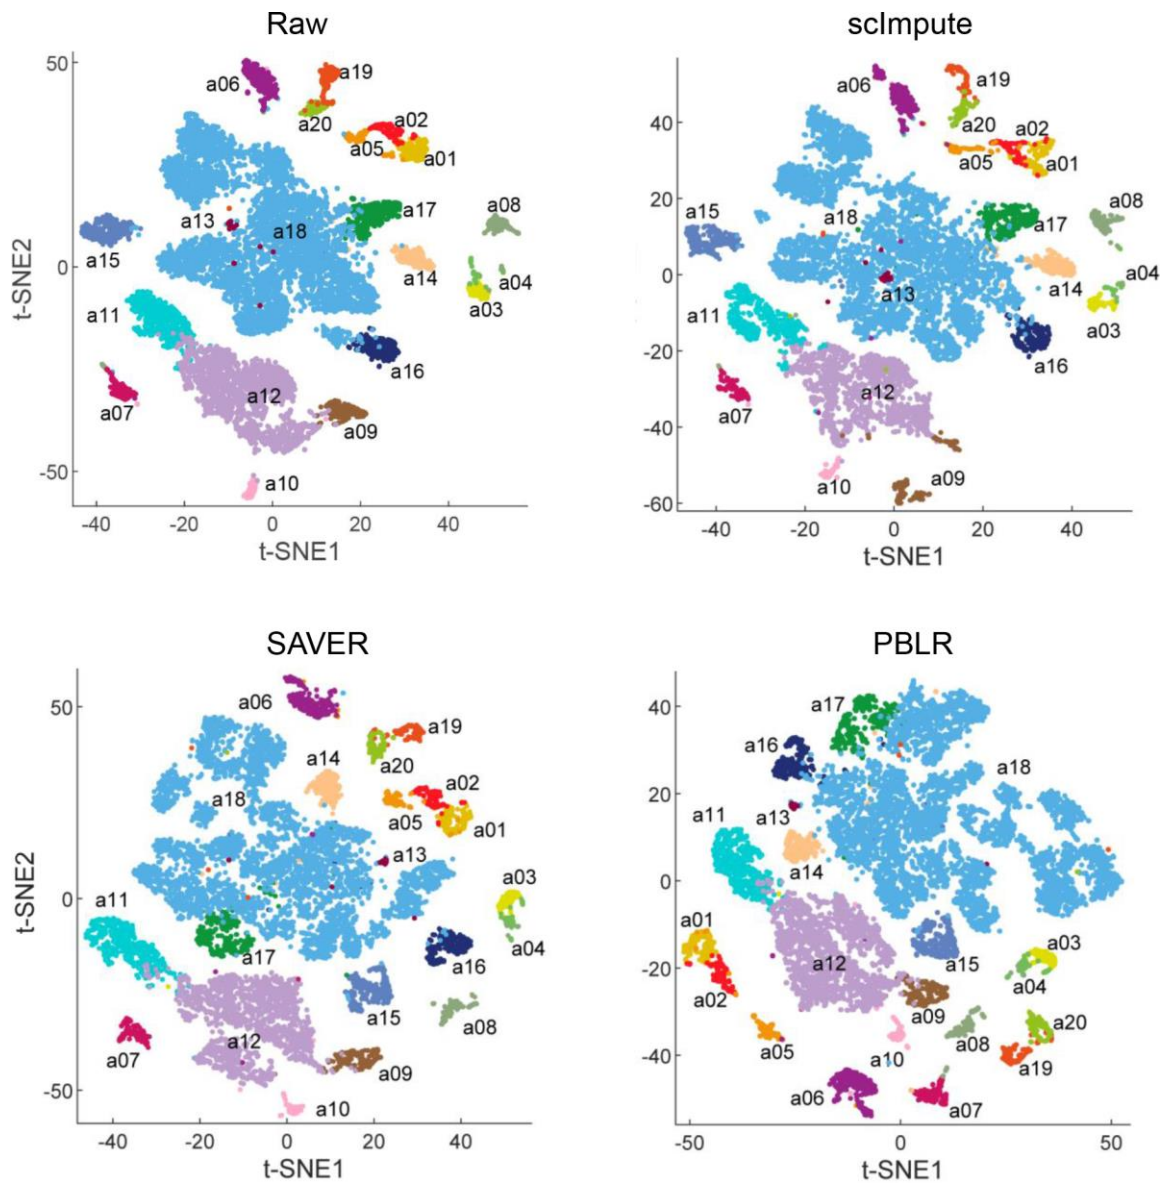 Raw
50
0
-50
-40
-20
0
20
40
t-SNE1
t-SNE2
a06
a19
a20
a02
a05
a01
a13
a18
a17
a08
a15
a14
a04
a03
a11
a16
a07
a12
a09
a10
scImpute
40
20
0
-20
-40
-60
-40
-20
0
20
40
t-SNE1
a06
a19
a20
a02
a05
a01
a15
a18
a17
a08
a13
a14
a04
a03
a11
a16
a07
a12
a10
a09
SAVER
50
0
-50
-40
-20
0
20
40
t-SNE1
t-SNE2
a06
a19
a14
a20
a02
a18
a05
a01
a13
a03
a11
a04
a17
a16
a15
a08
a07
a12
a09
a10
PBLR
40
20
0
-20
-40
-50
0
50
t-SNE1
a17
a16
a18
a13
a11
a14
a01
a12
a15
a03
a02
a04
a09
a05
a10
a08
a20
a19
a06
a07